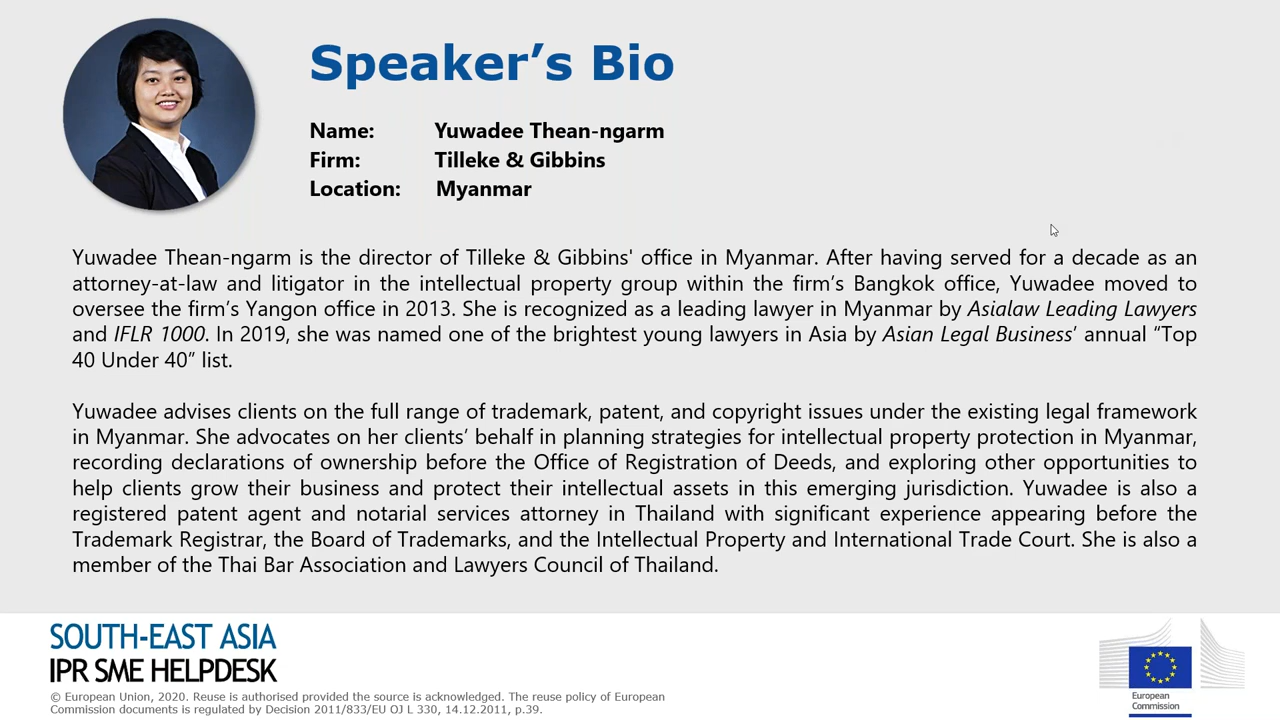 Speaker’s Bio
Name: Yuwadee Thean-ngarm
Firm: Tilleke & Gibbins
Location: Myanmar
Yuwadee Thean-ngarm is the director of Tilleke & Gibbins' office in Myanmar. After having served for a decade as an
attorney-at-law and litigator in the intellectual property group within the firm’s Bangkok office, Yuwadee moved to
oversee the firm’s Yangon office in 2013. She is recognized as a leading lawyer in Myanmar by Asialaw Leading Lawyers
and IFLR 1000. In 2019, she was named one of the brightest young lawyers in Asia by Asian Legal Business’ annual “Top
40 Under 40” list.
Yuwadee advises clients on the full range of trademark, patent, and copyright issues under the existing legal framework
in Myanmar. She advocates on her clients’ behalf in planning strategies for intellectual property protection in Myanmar,
recording declarations of ownership before the Office of Registration of Deeds, and exploring other opportunities to
help clients grow their business and protect their intellectual assets in this emerging jurisdiction. Yuwadee is also a
registered patent agent and notarial services attorney in Thailand with significant experience appearing before the
Trademark Registrar, the Board of Trademarks, and the Intellectual Property and International Trade Court. She is also a
member of the Thai Bar Association and Lawyers Council of Thailand.
SOUTH-EAST ASIA
IPR SME HELPDESK
© European Union, 2020. Reuse is authorised provided the source is acknowledged. The reuse policy of European
Commission documents is regulated by Decision 2011/833/EU OJ L 330, 14.12.2011, p.39.
European
Commission